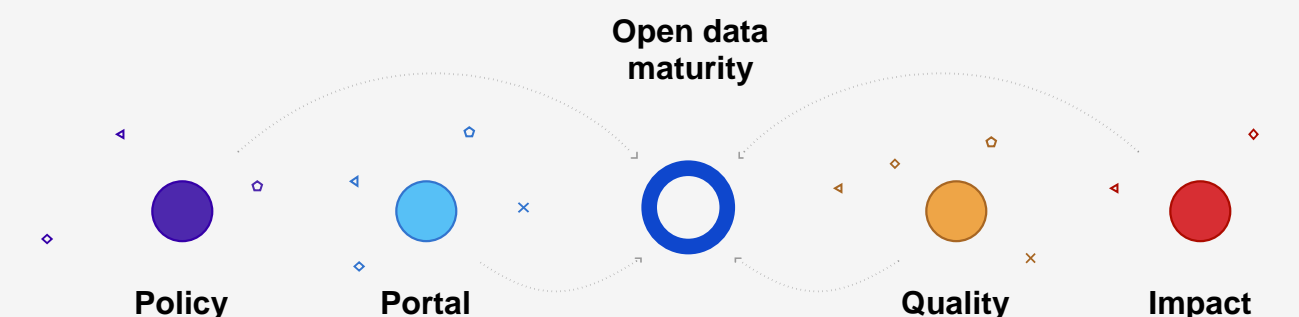 Open data
maturity
Policy
Portal
Quality
Impact